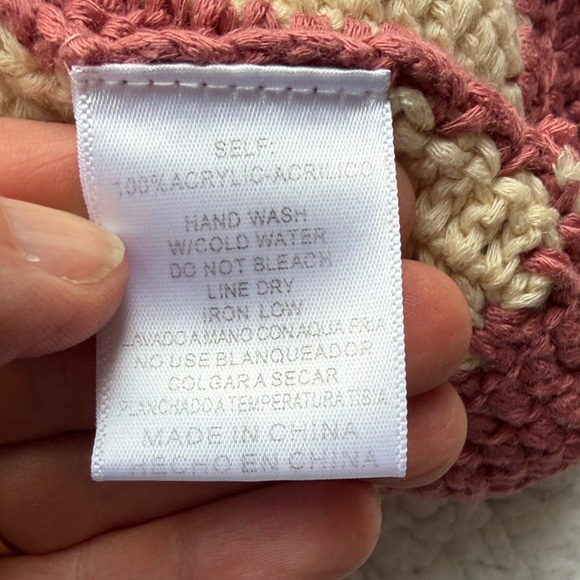 SELF:
100% ACRYLIC-ACRILICO
HAND WASH
W/COLD WATER
DO NOT BLEACH
LINE DRY
IRON LOW
LAVADO A MANO CON AQUA FRIA
NO USE BLANQUEADOR
COLGAR A SECAR
PLANCHADO A TEMPERATURA TIBIA
MADE IN CHINA
HECHO EN CHINA